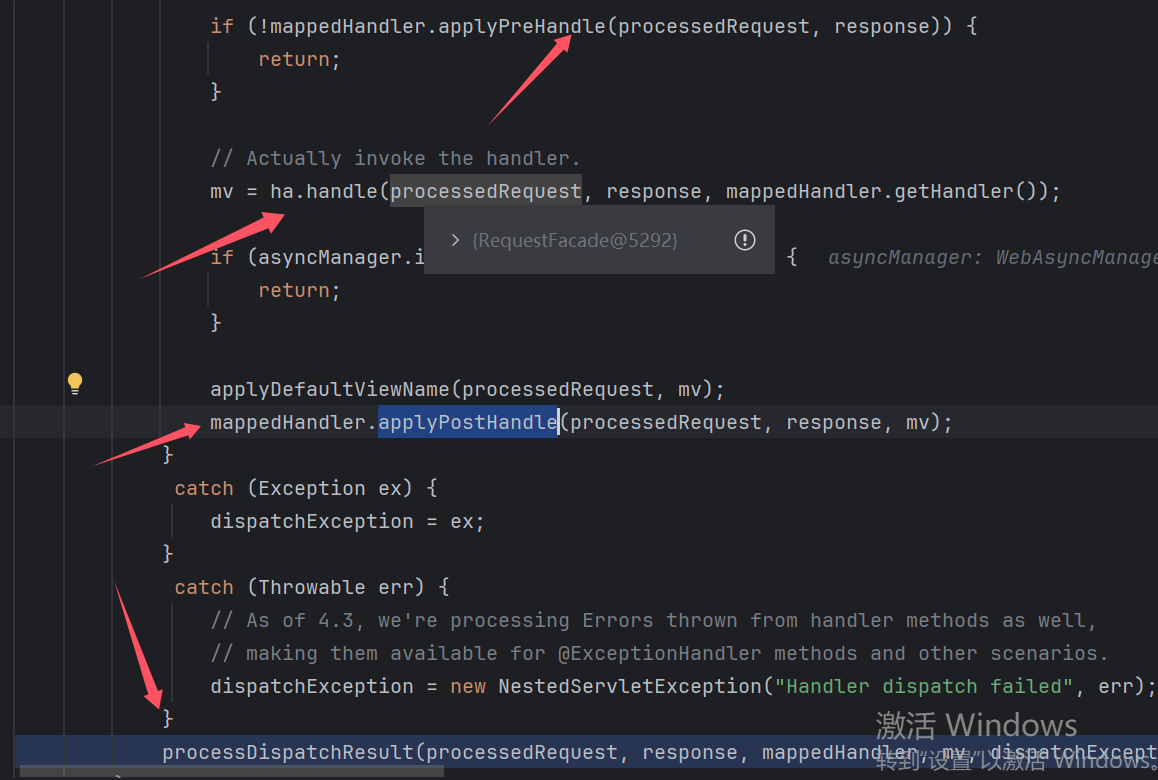 if (!mappedHandler.applyPreHandle(processedRequest, response)) {
return;
}
// Actually invoke the handler.
mv = ha.handle(processedRequest, response, mappedHandler.getHandler());
{RequestFacade@5292}
if (asyncManager.i { asyncManager: WebAsyncManage
return;
}
applyDefaultViewName(processedRequest, mv);
mappedHandler.applyPostHandle(processedRequest, response, mv);
}
catch (Exception ex) {
dispatchException = ex;
}
catch (Throwable err) {
// As of 4.3, we're processing Errors thrown from handler methods as well,
// making them available for @ExceptionHandler methods and other scenarios.
dispatchException = new NestedServletException("Handler dispatch failed", err);
}
激活 Windows
processDispatchResult(processedRequest, response, mappedHandler, mv, dispatchExcept
转到"设置"以激活 Windows。